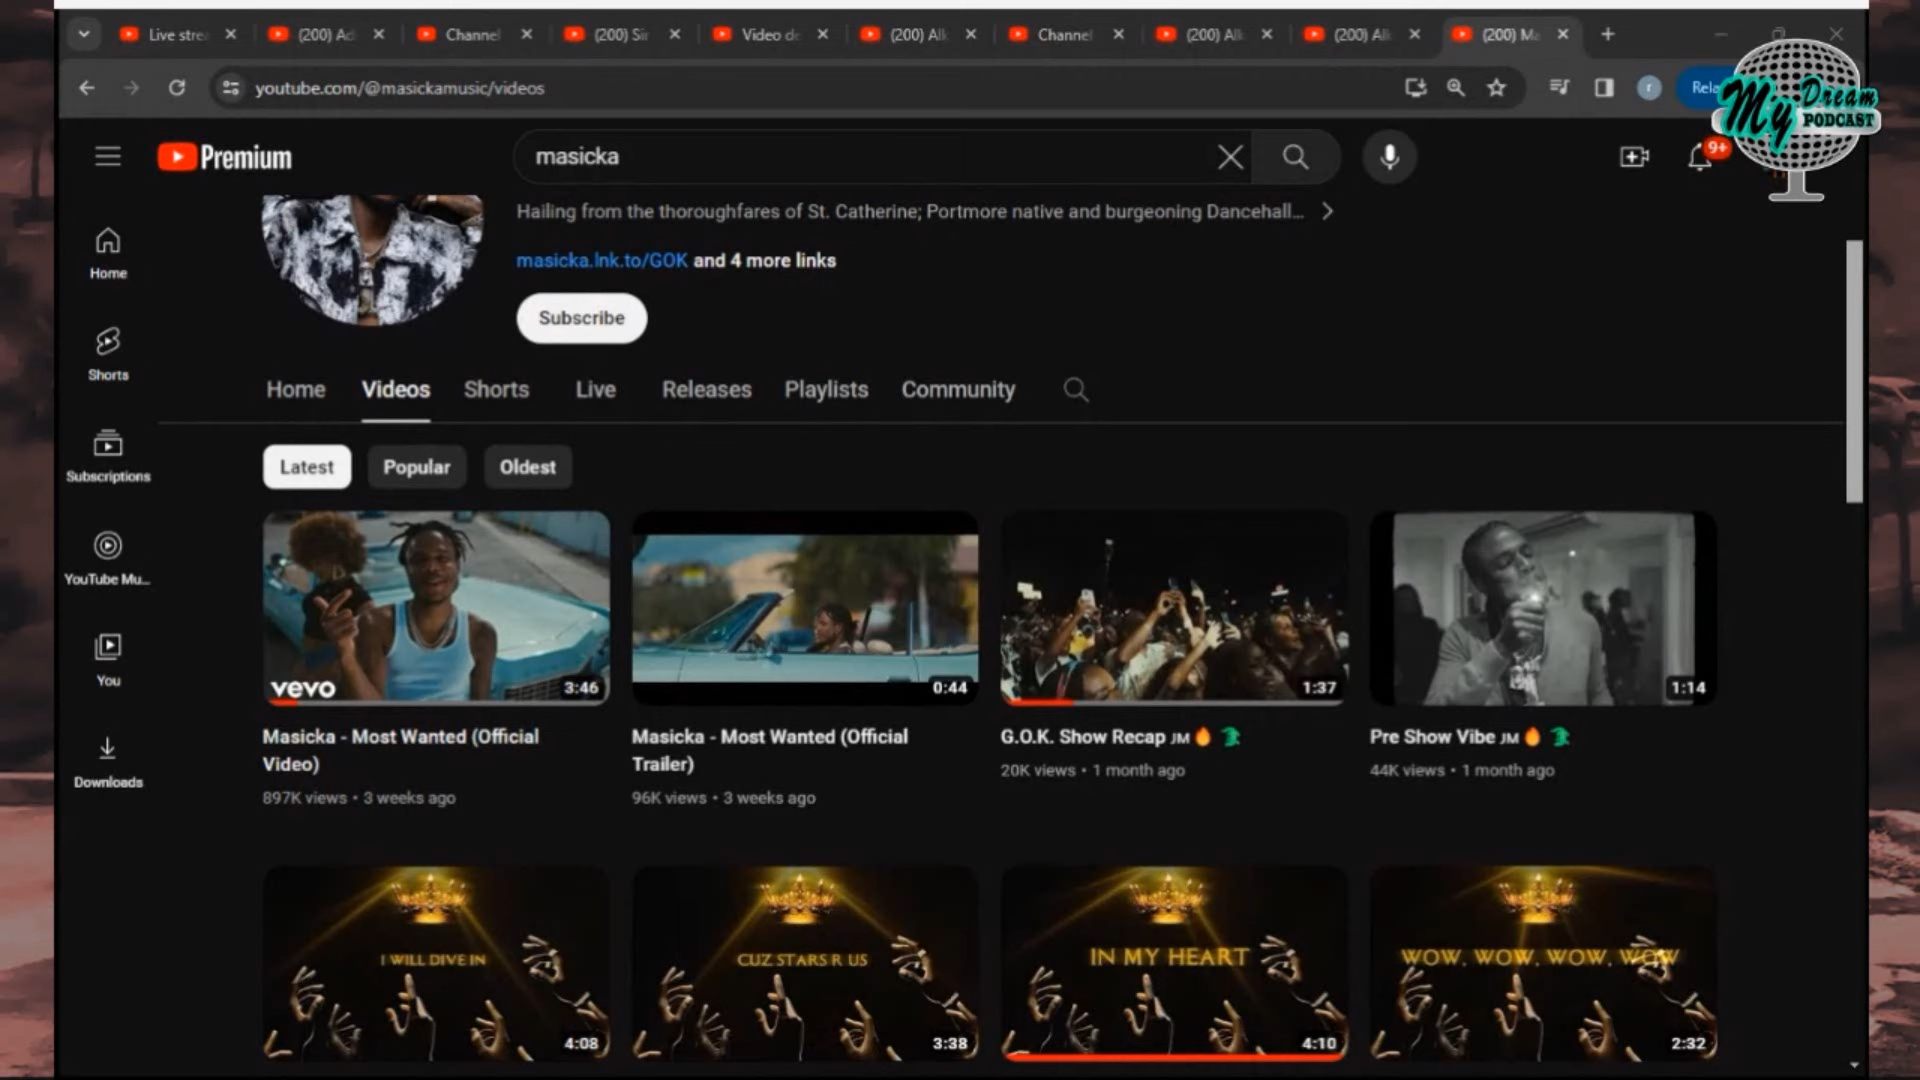 Live stre
(200) Ad
Channel
(200) Sir
Video de
(200) Alk
Channel
(200) Alk
(200) Alk
(200) Ma
youtube.com/@masickamusic/videos
r
Rela
My Dream
PODCAST
Premium
masicka
9+
Hailing from the thoroughfares of St. Catherine; Portmore native and burgeoning Dancehall...
masicka.lnk.to/GOK and 4 more links
Subscribe
Home
Shorts
Subscriptions
YouTube Mu...
You
Downloads
Home Videos Shorts Live Releases Playlists Community
Latest Popular Oldest
vevo
3:46
0:44
1:37
1:14
Masicka - Most Wanted (Official
Video)
897K views • 3 weeks ago
Masicka - Most Wanted (Official
Trailer)
96K views • 3 weeks ago
G.O.K. Show Recap JM🔥🐉
20K views • 1 month ago
Pre Show Vibe JM🔥🐉
44K views • 1 month ago
I WILL DIVE IN
4:08
CUZ STARS R US
3:38
IN MY HEART
4:10
WOW, WOW, WOW, WOW
2:32